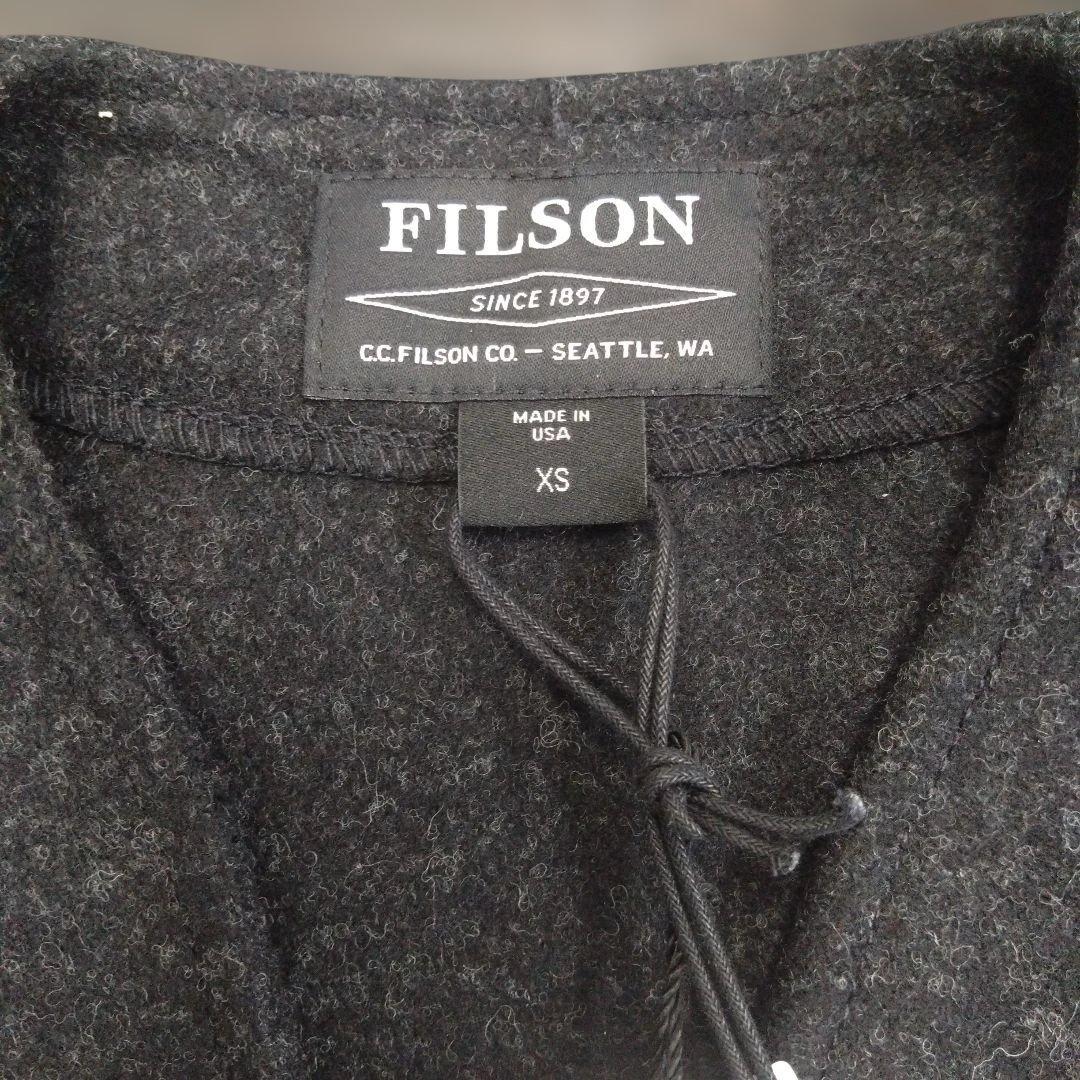 FILSON
SINCE 1897
C.C. FILSON CO. — SEATTLE, WA
MADE IN
USA
XS